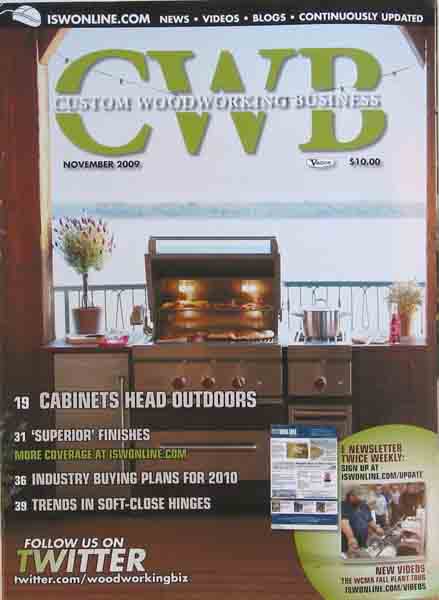 ISWONLINE.COM NEWS • VIDEOS • BLOGS • CONTINUOUSLY UPDATED
CWB
CUSTOM WOODWORKING BUSINESS
NOVEMBER 2009
$10.00
19 CABINETS HEAD OUTDOORS
31 'SUPERIOR' FINISHES
MORE COVERAGE AT ISWONLINE.COM
36 INDUSTRY BUYING PLANS FOR 2010
39 TRENDS IN SOFT-CLOSE HINGES
FOLLOW US ON
TWITTER
twitter.com/woodworkingbiz
E NEWSLETTER
TWICE WEEKLY:
SIGN UP AT
ISWONLINE.COM/UPDATE
NEW VIDEOS
THE WCMA FALL PLANT TOUR
ISWONLINE.COM/VIDEOS